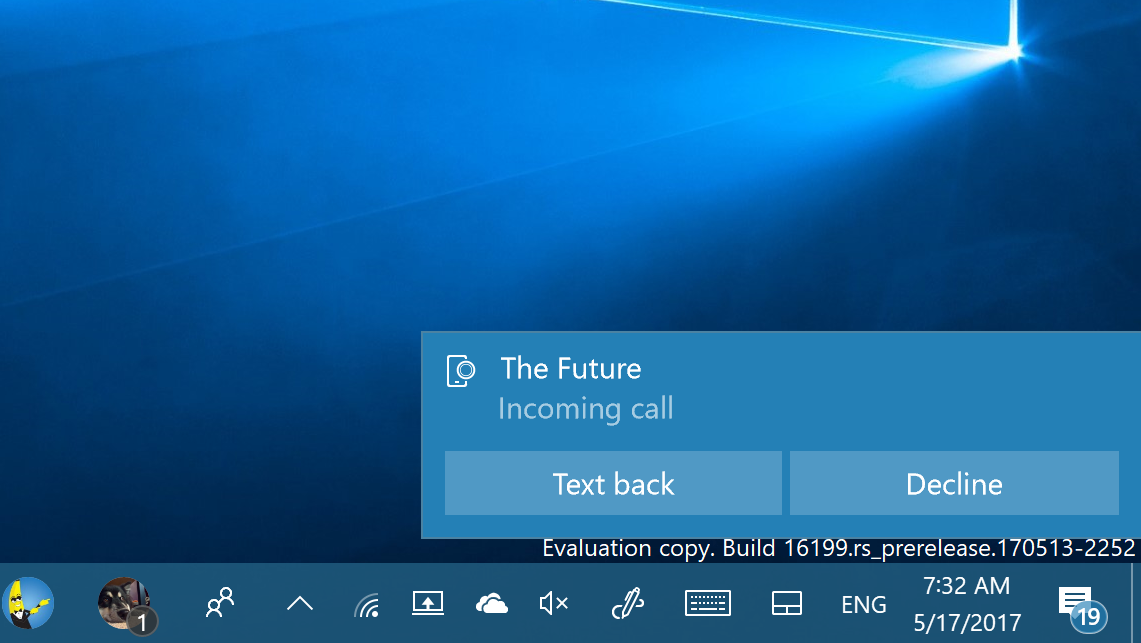 The Future
Incoming call
Text back
Decline
Evaluation copy. Build 16199.rs_prerelease.170513-2252
1
ENG
7:32 AM
5/17/2017
19